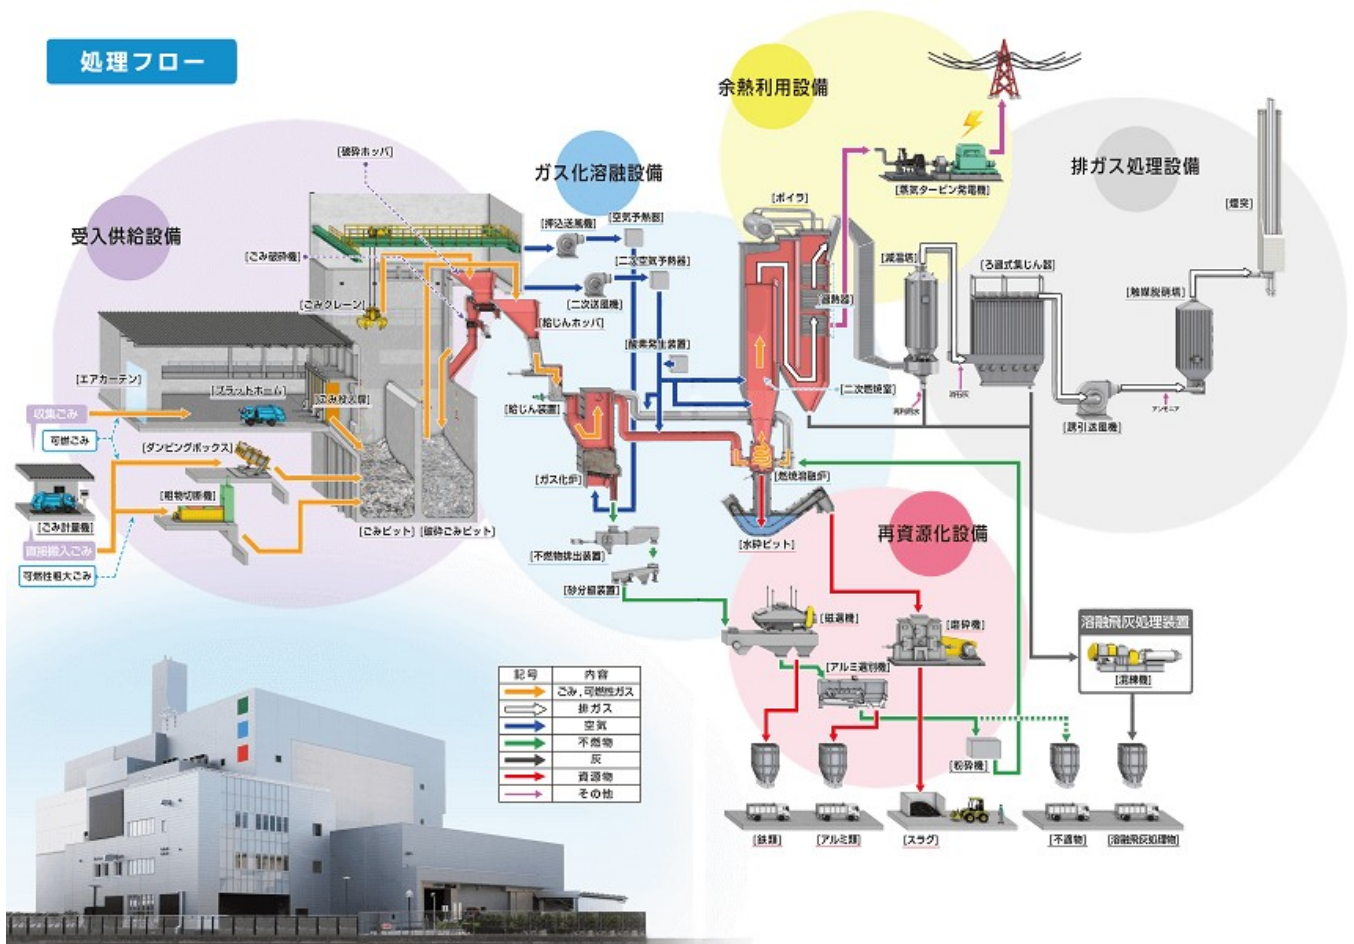 処理フロー
余熱利用設備
[蒸気タービン発電機]
排ガス処理設備
[煙突]
[破砕ホッパ]
ガス化溶融設備
受入供給設備
[押込送風機]
[空気予熱器]
[ボイラ]
[減温塔]
[ろ過式集じん器]
[触媒脱硝塔]
[ごみ破砕機]
[二次空気予熱器]
[ごみクレーン]
[二次送風機]
[過熱器]
[給じんホッパ]
[酸素発生装置]
[エアカーテン]
[プラットホーム]
[ごみ投入扉]
[二次燃焼室]
[給じん装置]
収集ごみ
可燃ごみ
再利用水
消石灰
アンモニア
[誘引送風機]
[ダンピングボックス]
[ガス化炉]
[燃焼溶融炉]
[粗物切断機]
[ごみ計量機]
[ごみピット]
[破砕ごみピット]
直接搬入ごみ
可燃性粗大ごみ
[不燃物排出装置]
[水砕ピット]
再資源化設備
[砂分級装置]
[磁選機]
[磨砕機]
溶融飛灰処理装置
[混練機]
[アルミ選別機]
[粉砕機]
記号 内容
ごみ,可燃性ガス
排ガス
空気
不燃物
灰
資源物
その他
[鉄類]
[アルミ類]
[スラグ]
[不適物]
[溶融飛灰処理物]